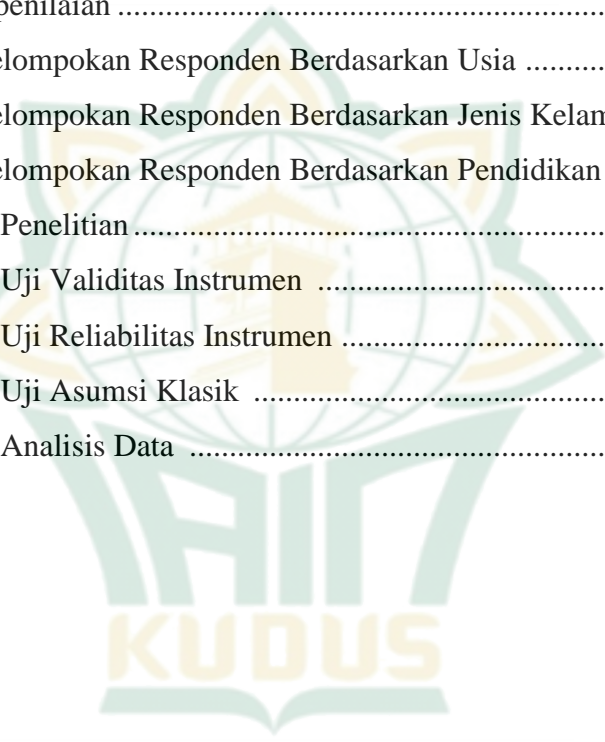 penilaian ....................................................................
elompokan Responden Berdasarkan Usia ...........
elompokan Responden Berdasarkan Jenis Kelam
elompokan Responden Berdasarkan Pendidikan
Penelitian ..................................................................
Uji Validitas Instrumen ........................................
Uji Reliabilitas Instrumen .....................................
Uji Asumsi Klasik ................................................
Analisis Data ........................................................
IAIN
KUDUS